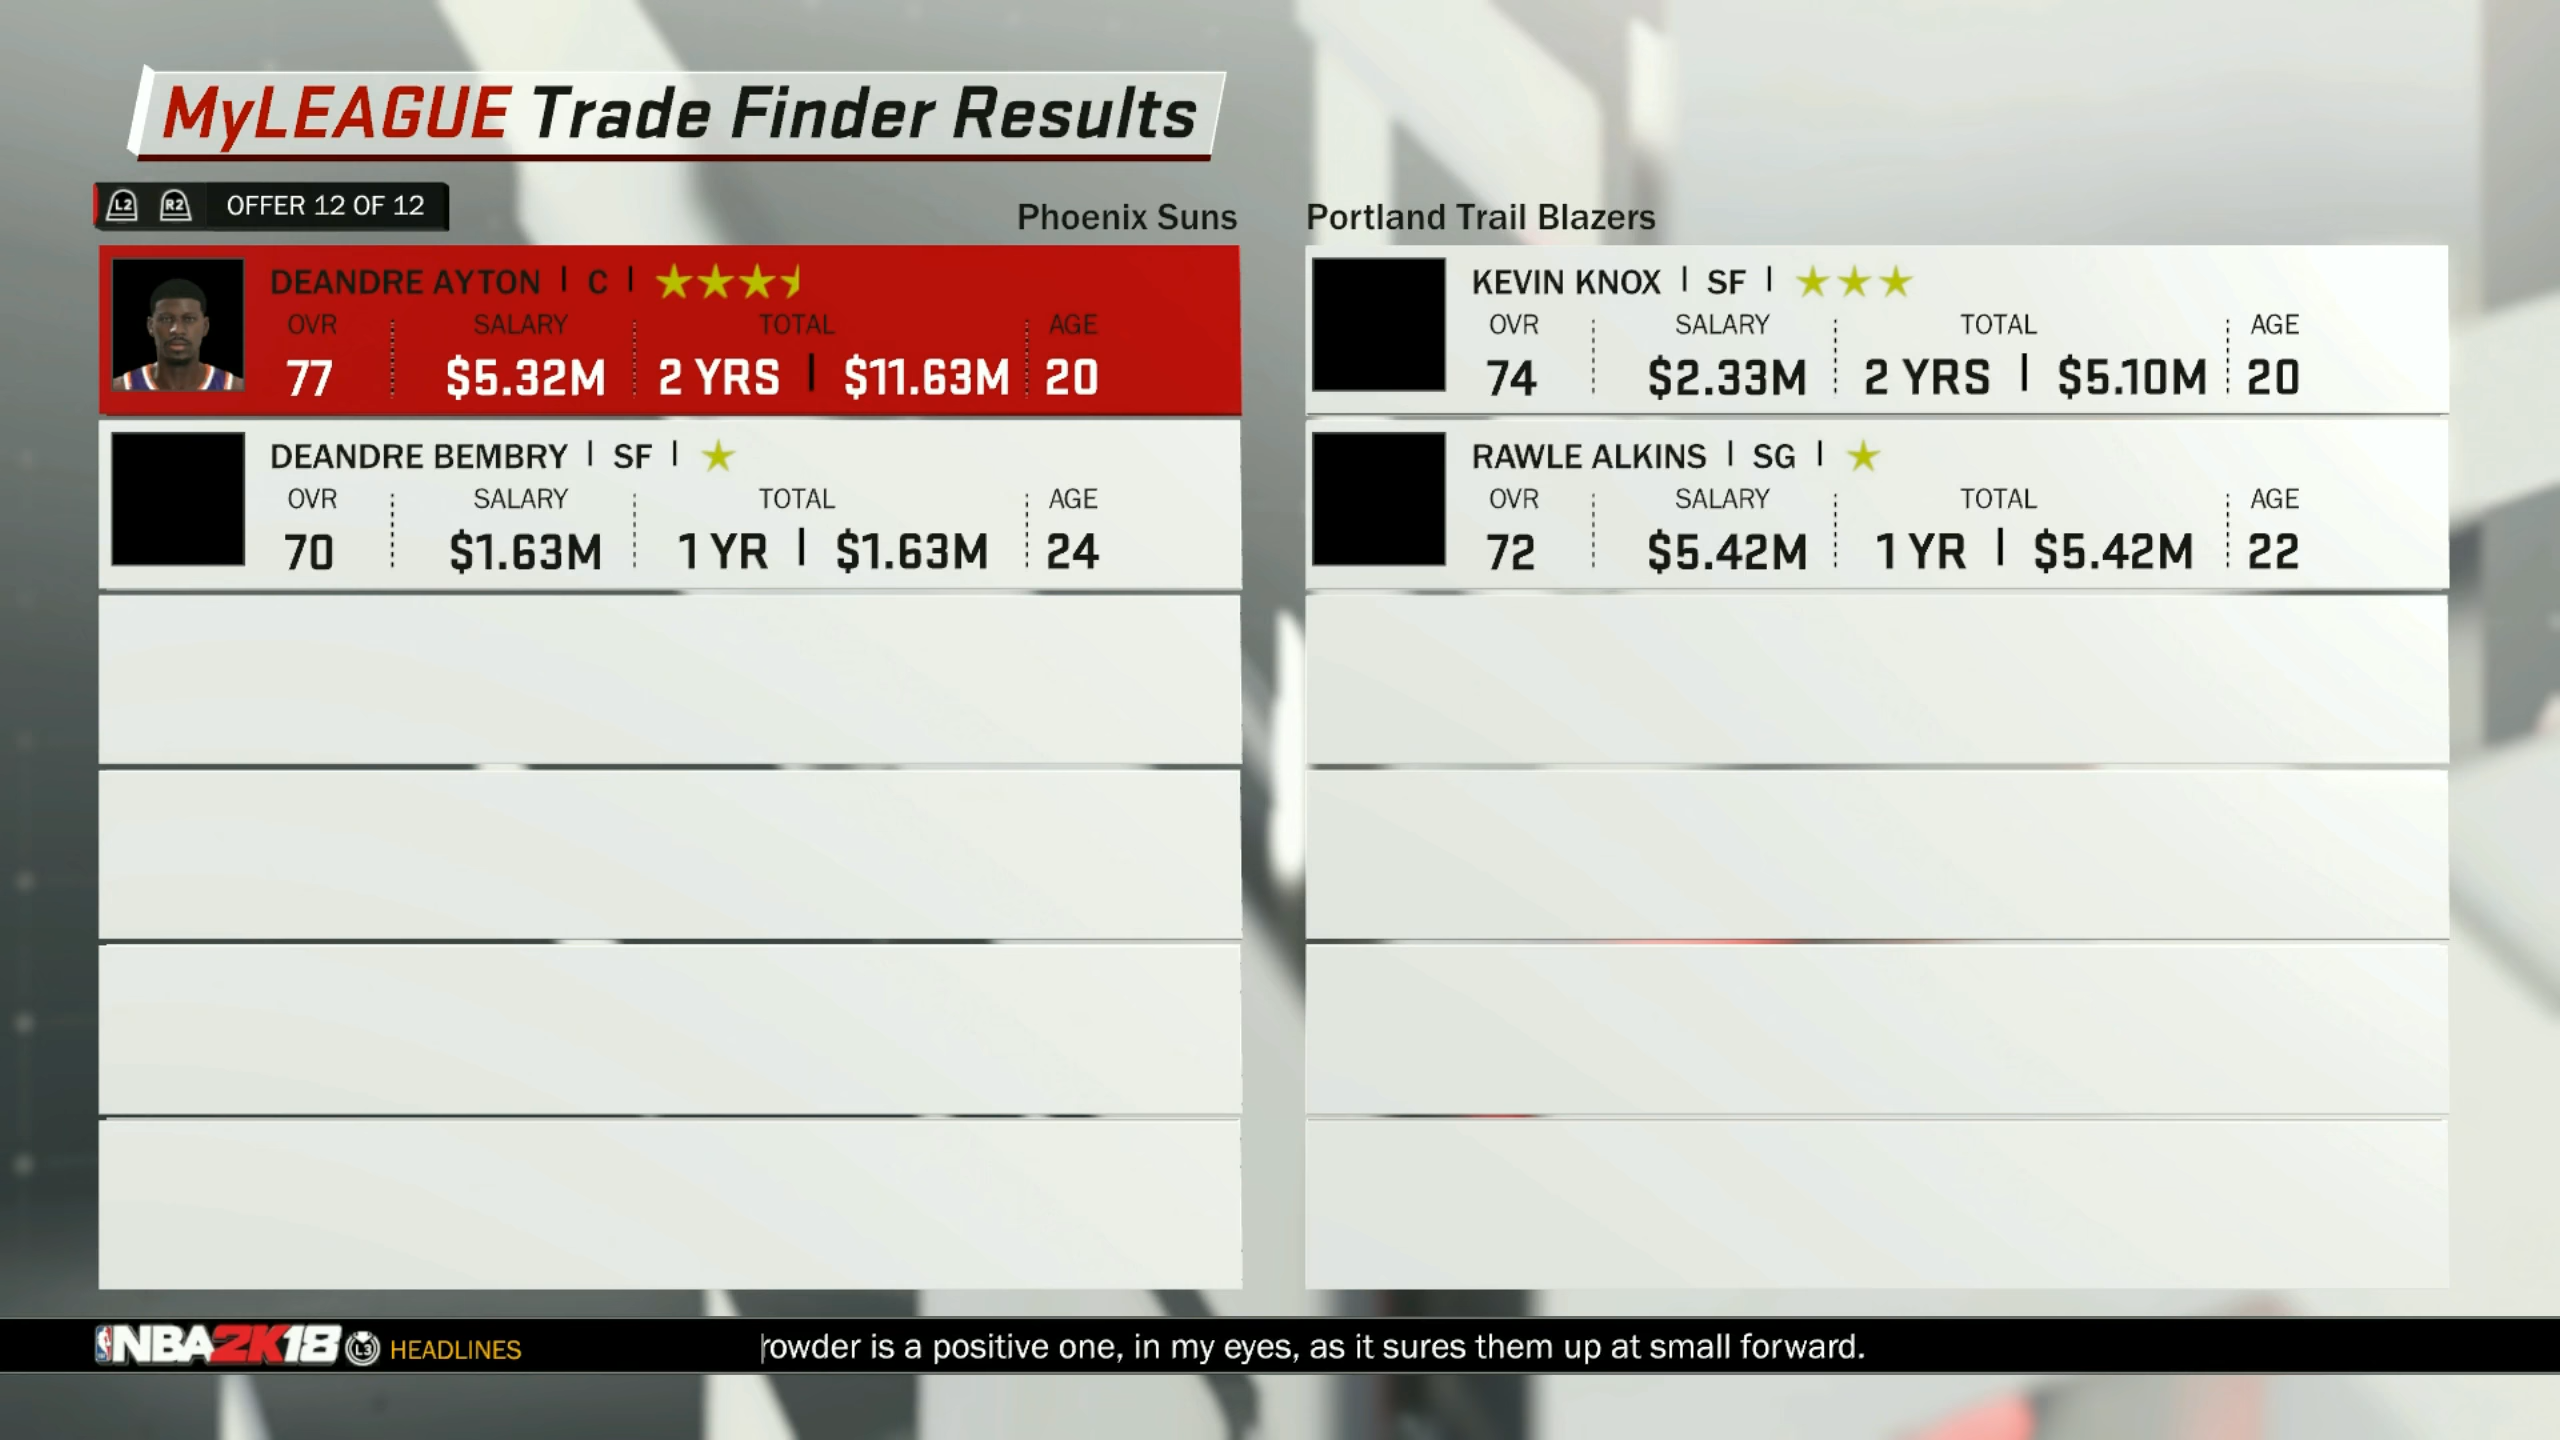 MyLEAGUE Trade Finder Results
L2 R2 OFFER 12 OF 12
Phoenix Suns
DEANDRE AYTON | C |
OVR SALARY TOTAL AGE
77 $5.32M 2 YRS | $11.63M 20
DEANDRE BEMBRY | SF |
OVR SALARY TOTAL AGE
70 $1.63M 1 YR | $1.63M 24
Portland Trail Blazers
KEVIN KNOX | SF |
OVR SALARY TOTAL AGE
74 $2.33M 2 YRS | $5.10M 20
RAWLE ALKINS | SG |
OVR SALARY TOTAL AGE
72 $5.42M 1 YR | $5.42M 22
NBA2K18 L3 HEADLINES rowder is a positive one, in my eyes, as it sures them up at small forward.